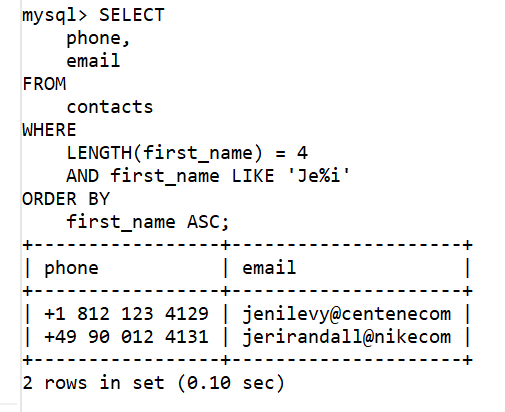 mysql> SELECT
    phone,
    email
FROM
    contacts
WHERE
    LENGTH(first_name) = 4
    AND first_name LIKE 'Je%i'
ORDER BY
    first_name ASC;
+-----------------+---------------------+
| phone           | email               |
+-----------------+---------------------+
| +1 812 123 4129 | jenilevy@centenecom |
| +49 90 012 4131 | jerirandall@nikecom |
+-----------------+---------------------+
2 rows in set (0.10 sec)